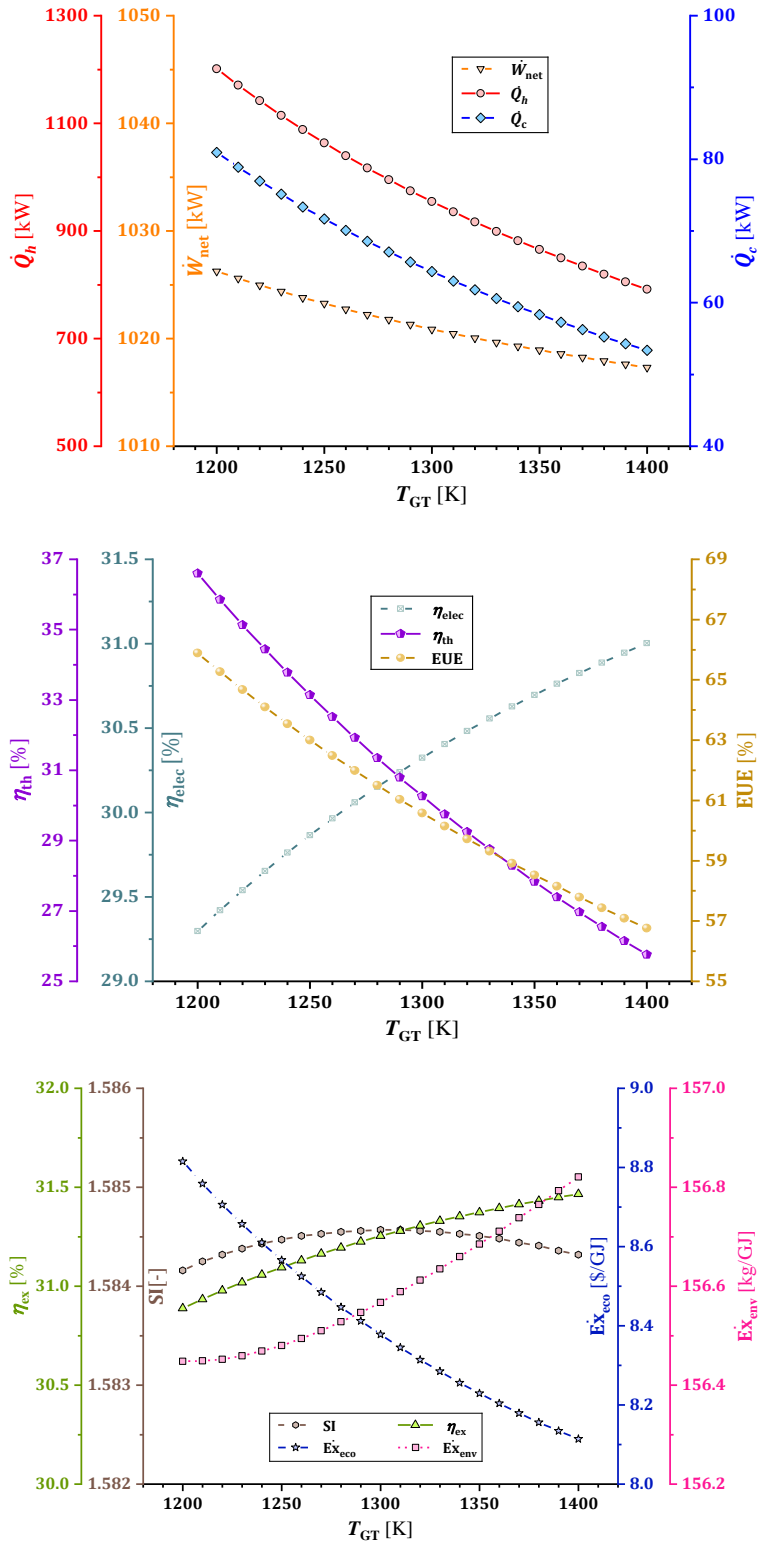 1300
1100
900
700
500
Q̇h [kW]
1050
1040
1030
1020
1010
Ẇnet [kW]
100
80
60
40
Q̇c [kW]
Ẇnet
Q̇h
Q̇c
1200 1250 1300 1350 1400
TGT [K]
37
35
33
31
29
27
25
ηth [%]
31.5
31.0
30.5
30.0
29.5
29.0
ηelec [%]
69
67
65
63
61
59
57
55
EUE [%]
ηelec
ηth
EUE
1200 1250 1300 1350 1400
TGT [K]
32.0
31.5
31.0
30.5
30.0
ηex [%]
1.586
1.585
1.584
1.583
1.582
SI[-]
9.0
8.8
8.6
8.4
8.2
8.0
Ėxeco [$/GJ]
157.0
156.8
156.6
156.4
156.2
Ėxenv [kg/GJ]
SI ηex
Ėxeco Ėxenv
1200 1250 1300 1350 1400
TGT [K]